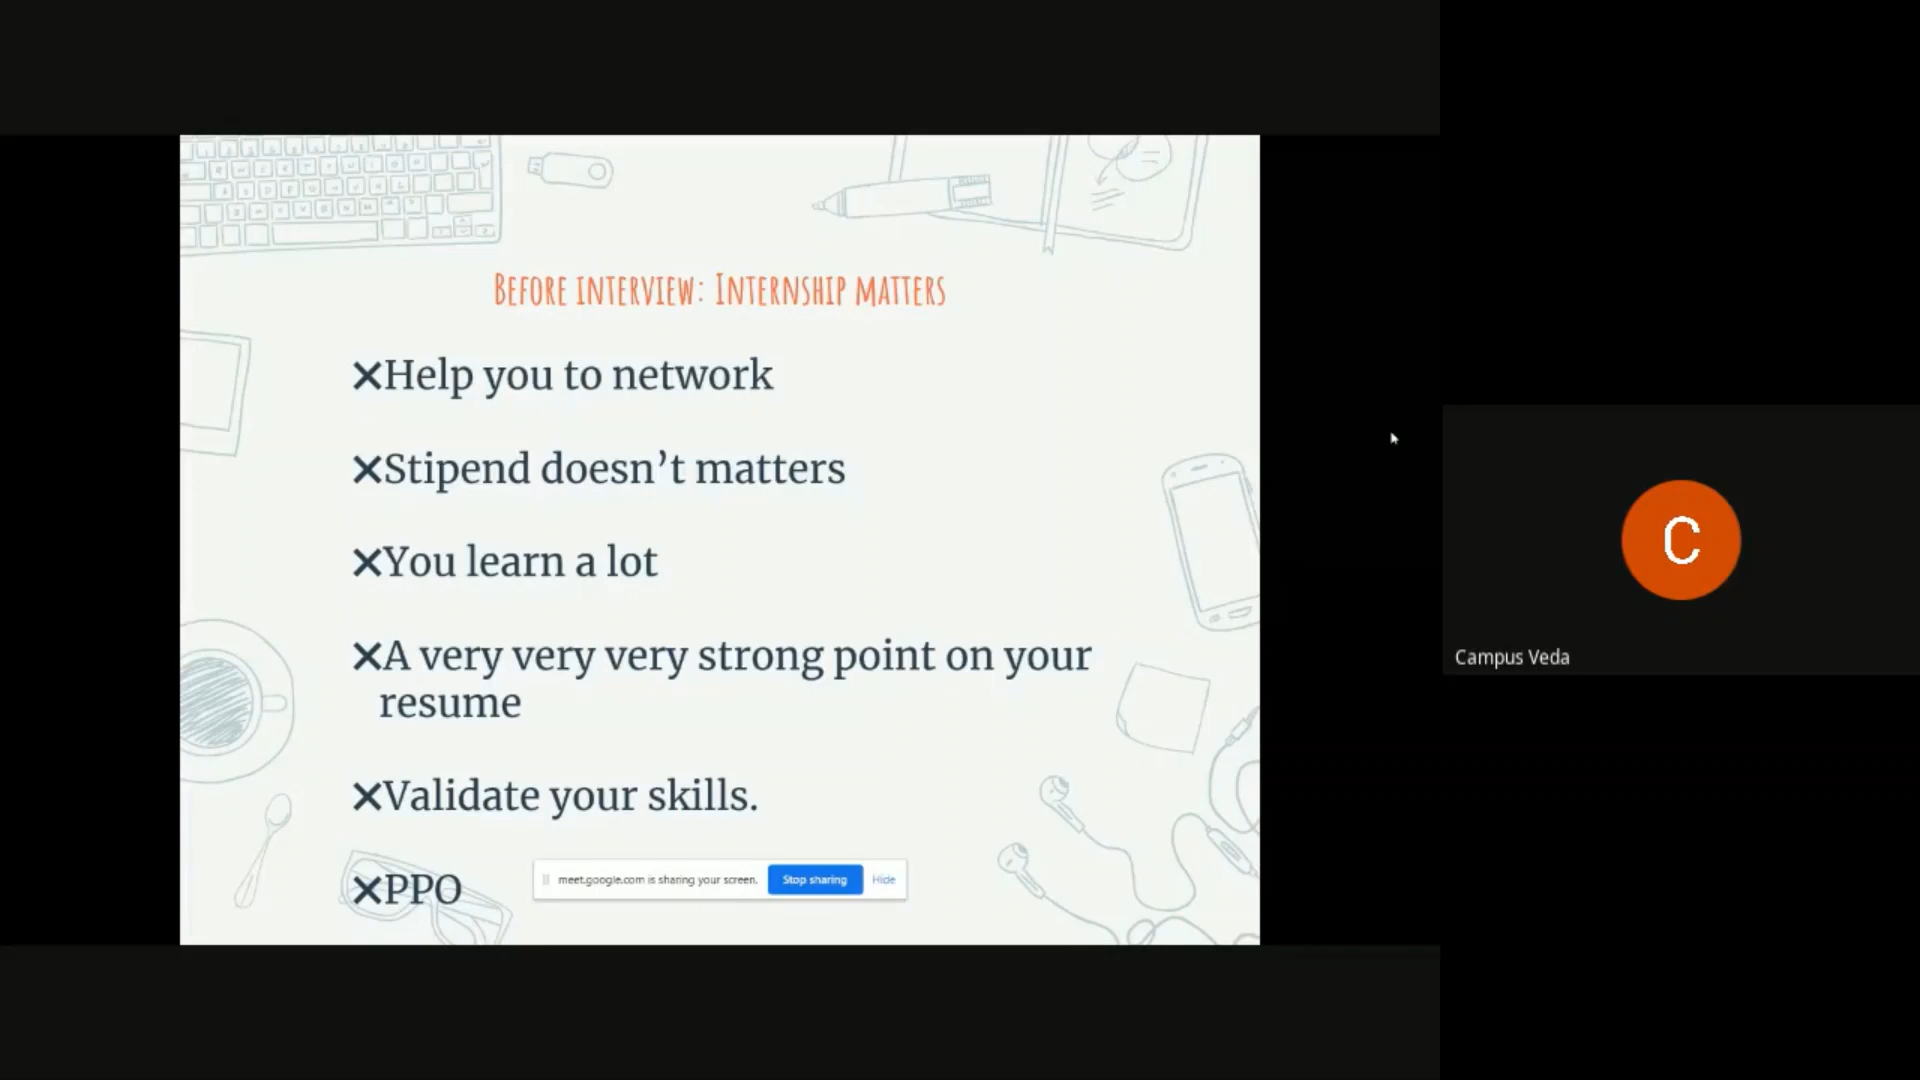 Before interview: Internship matters
❌Help you to network
❌Stipend doesn’t matters
❌You learn a lot
❌A very very very strong point on your
resume
❌Validate your skills.
❌PPO
meet.google.com is sharing your screen. Stop sharing Hide
C
Campus Veda